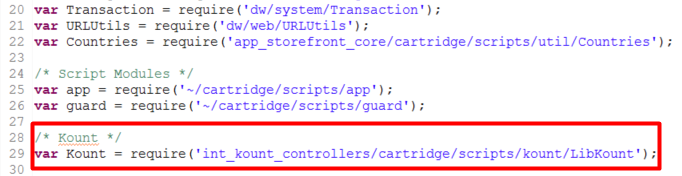 20 var Transaction = require('dw/system/Transaction');
21 var URLUtils = require('dw/web/URLUtils');
22 var Countries = require('app_storefront_core/cartridge/scripts/util/Countries');
23
24 /* Script Modules */
25 var app = require('~/cartridge/scripts/app');
26 var guard = require('~/cartridge/scripts/guard');
27
28 /* Kount */
29 var Kount = require('int_kount_controllers/cartridge/scripts/kount/LibKount');
30